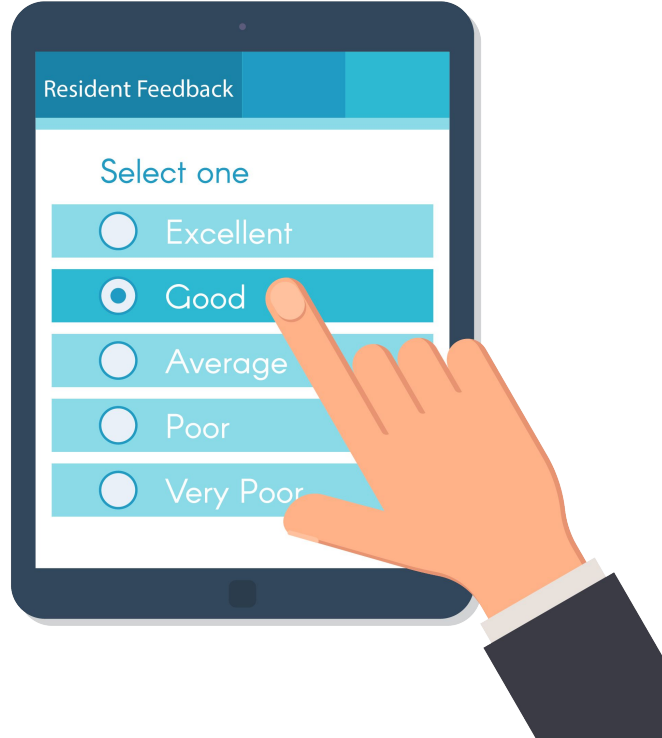 Resident Feedback
Select one
Excellent
Good
Average
Poor
Very Poor